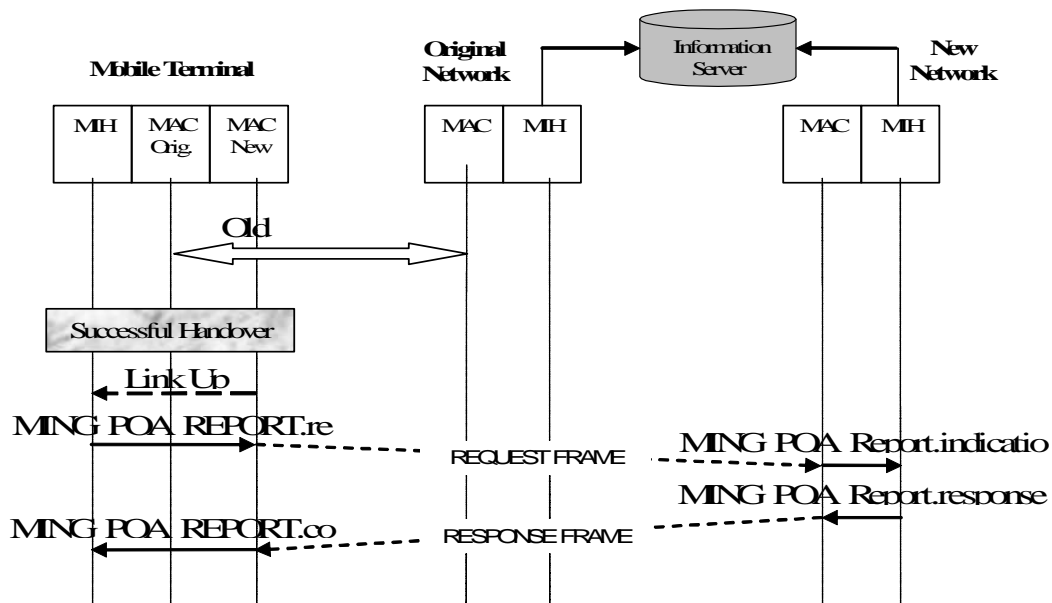 Mobile Terminal
Original
Network
Information
Server
New
Network
MIH
MAC
Orig.
MAC
New
MAC
MIH
MAC
MIH
Old
Successful Handover
Link Up
MING POA REPORT.re
REQUEST FRAME
MING POA Report.indicatio
MING POA Report.response
MING POA REPORT.co
RESPONSE FRAME